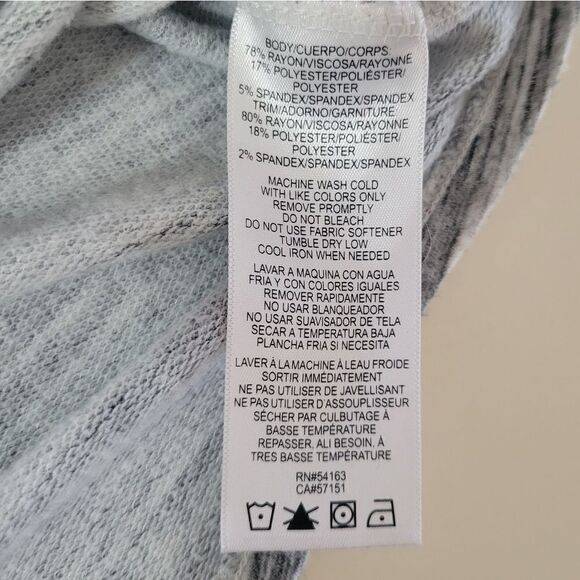 BODY/CUERPO/CORPS:
78% RAYON/VISCOSA/RAYONNE
17% POLYESTER/POLIÉSTER/
POLYESTER
5% SPANDEX/SPANDEX/SPANDEX
TRIM/ADORNO/GARNITURE
80% RAYON/VISCOSA/RAYONNE
18% POLYESTER/POLIÉSTER/
POLYESTER
2% SPANDEX/SPANDEX/SPANDEX
MACHINE WASH COLD
WITH LIKE COLORS ONLY
REMOVE PROMPTLY
DO NOT BLEACH
DO NOT USE FABRIC SOFTENER
TUMBLE DRY LOW
COOL IRON WHEN NEEDED
LAVAR A MAQUINA CON AGUA
FRIA Y CON COLORES IGUALES
REMOVER RAPIDAMENTE
NO USAR BLANQUEADOR
NO USAR SUAVISADOR DE TELA
SECAR A TEMPERATURA BAJA
PLANCHA FRIA SI NECESITA
LAVER À LA MACHINE À LEAU FROIDE
SORTIR IMMÉDIATEMENT
NE PAS UTILISER DE JAVELLISANT
NE PAS UTILISER D'ASSOUPLISSEUR
SÉCHER PAR CULBUTAGE À
BASSE TEMPÉRATURE
REPASSER, ALI BESOIN. À
TRES BASSE TEMPÉRATURE
RN#54163
CA#57151